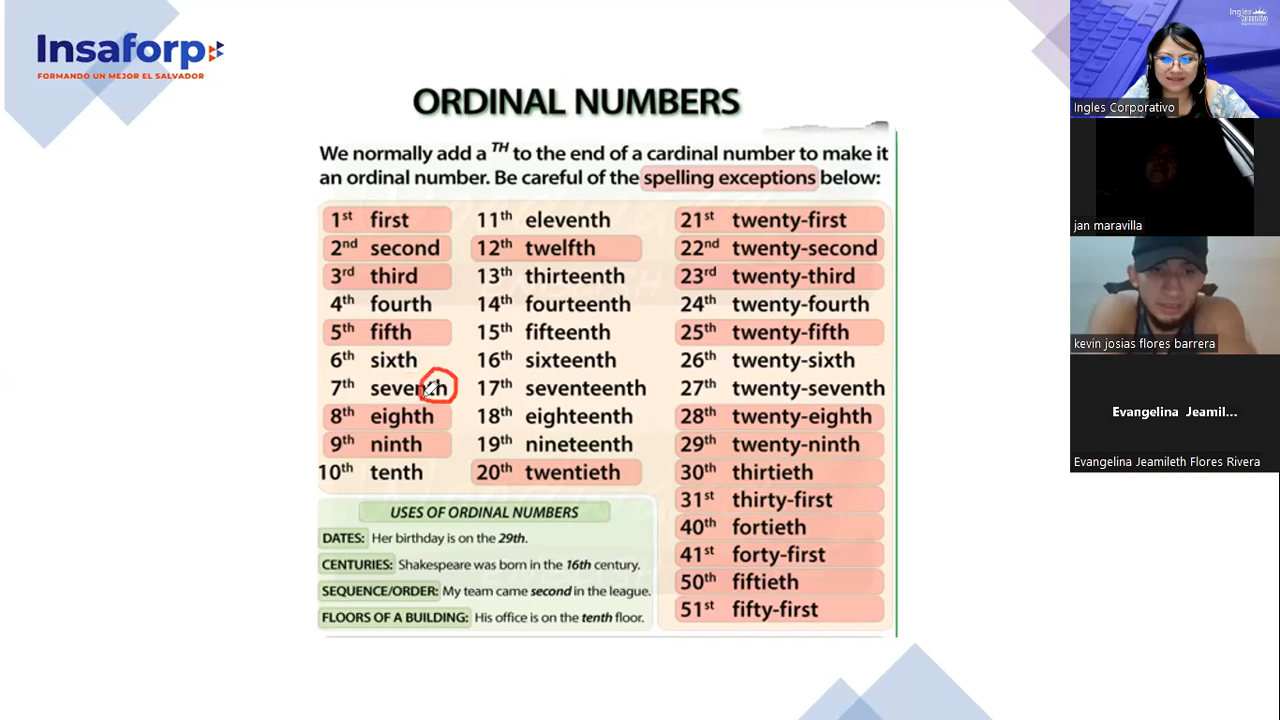 Insaforp
FORMANDO UN MEJOR EL SALVADOR
ORDINAL NUMBERS
We normally add a TH to the end of a cardinal number to make it
an ordinal number. Be careful of the spelling exceptions below:
1st first
2nd second
3rd third
4th fourth
5th fifth
6th sixth
7th seventh
8th eighth
9th ninth
10th tenth
11th eleventh
12th twelfth
13th thirteenth
14th fourteenth
15th fifteenth
16th sixteenth
17th seventeenth
18th eighteenth
19th nineteenth
20th twentieth
21st twenty-first
22nd twenty-second
23rd twenty-third
24th twenty-fourth
25th twenty-fifth
26th twenty-sixth
27th twenty-seventh
28th twenty-eighth
29th twenty-ninth
30th thirtieth
31st thirty-first
40th fortieth
41st forty-first
50th fiftieth
51st fifty-first
USES OF ORDINAL NUMBERS
DATES: Her birthday is on the 29th.
CENTURIES: Shakespeare was born in the 16th century.
SEQUENCE/ORDER: My team came second in the league.
FLOORS OF A BUILDING: His office is on the tenth floor.
Ingles
Ingles Corporativo
jan maravilla
kevin josias flores barrera
Evangelina Jeamil...
Evangelina Jeamileth Flores Rivera